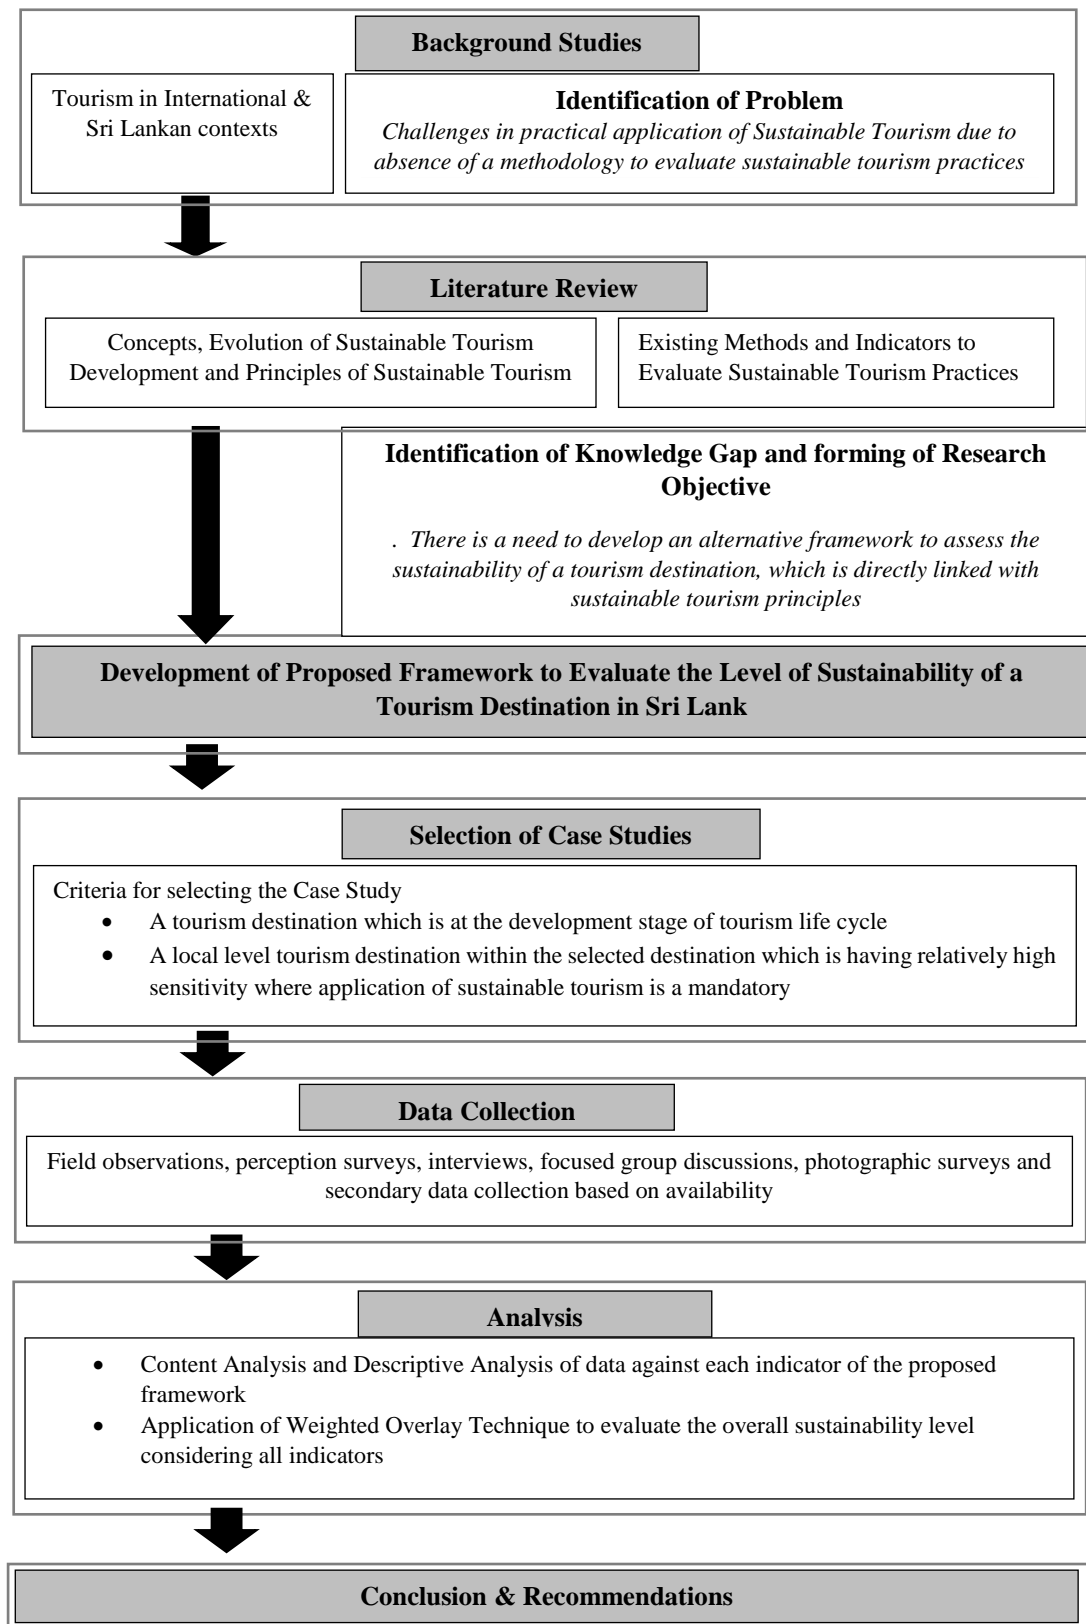 Background Studies
Tourism in International &
Sri Lankan contexts
Identification of Problem
Challenges in practical application of Sustainable Tourism due to
absence of a methodology to evaluate sustainable tourism practices
Literature Review
Concepts, Evolution of Sustainable Tourism
Development and Principles of Sustainable Tourism
Existing Methods and Indicators to
Evaluate Sustainable Tourism Practices
Identification of Knowledge Gap and forming of Research
Objective
. There is a need to develop an alternative framework to assess the
sustainability of a tourism destination, which is directly linked with
sustainable tourism principles
Development of Proposed Framework to Evaluate the Level of Sustainability of a
Tourism Destination in Sri Lank
Selection of Case Studies
Criteria for selecting the Case Study
• A tourism destination which is at the development stage of tourism life cycle
• A local level tourism destination within the selected destination which is having relatively high
sensitivity where application of sustainable tourism is a mandatory
Data Collection
Field observations, perception surveys, interviews, focused group discussions, photographic surveys and
secondary data collection based on availability
Analysis
• Content Analysis and Descriptive Analysis of data against each indicator of the proposed
framework
• Application of Weighted Overlay Technique to evaluate the overall sustainability level
considering all indicators
Conclusion & Recommendations